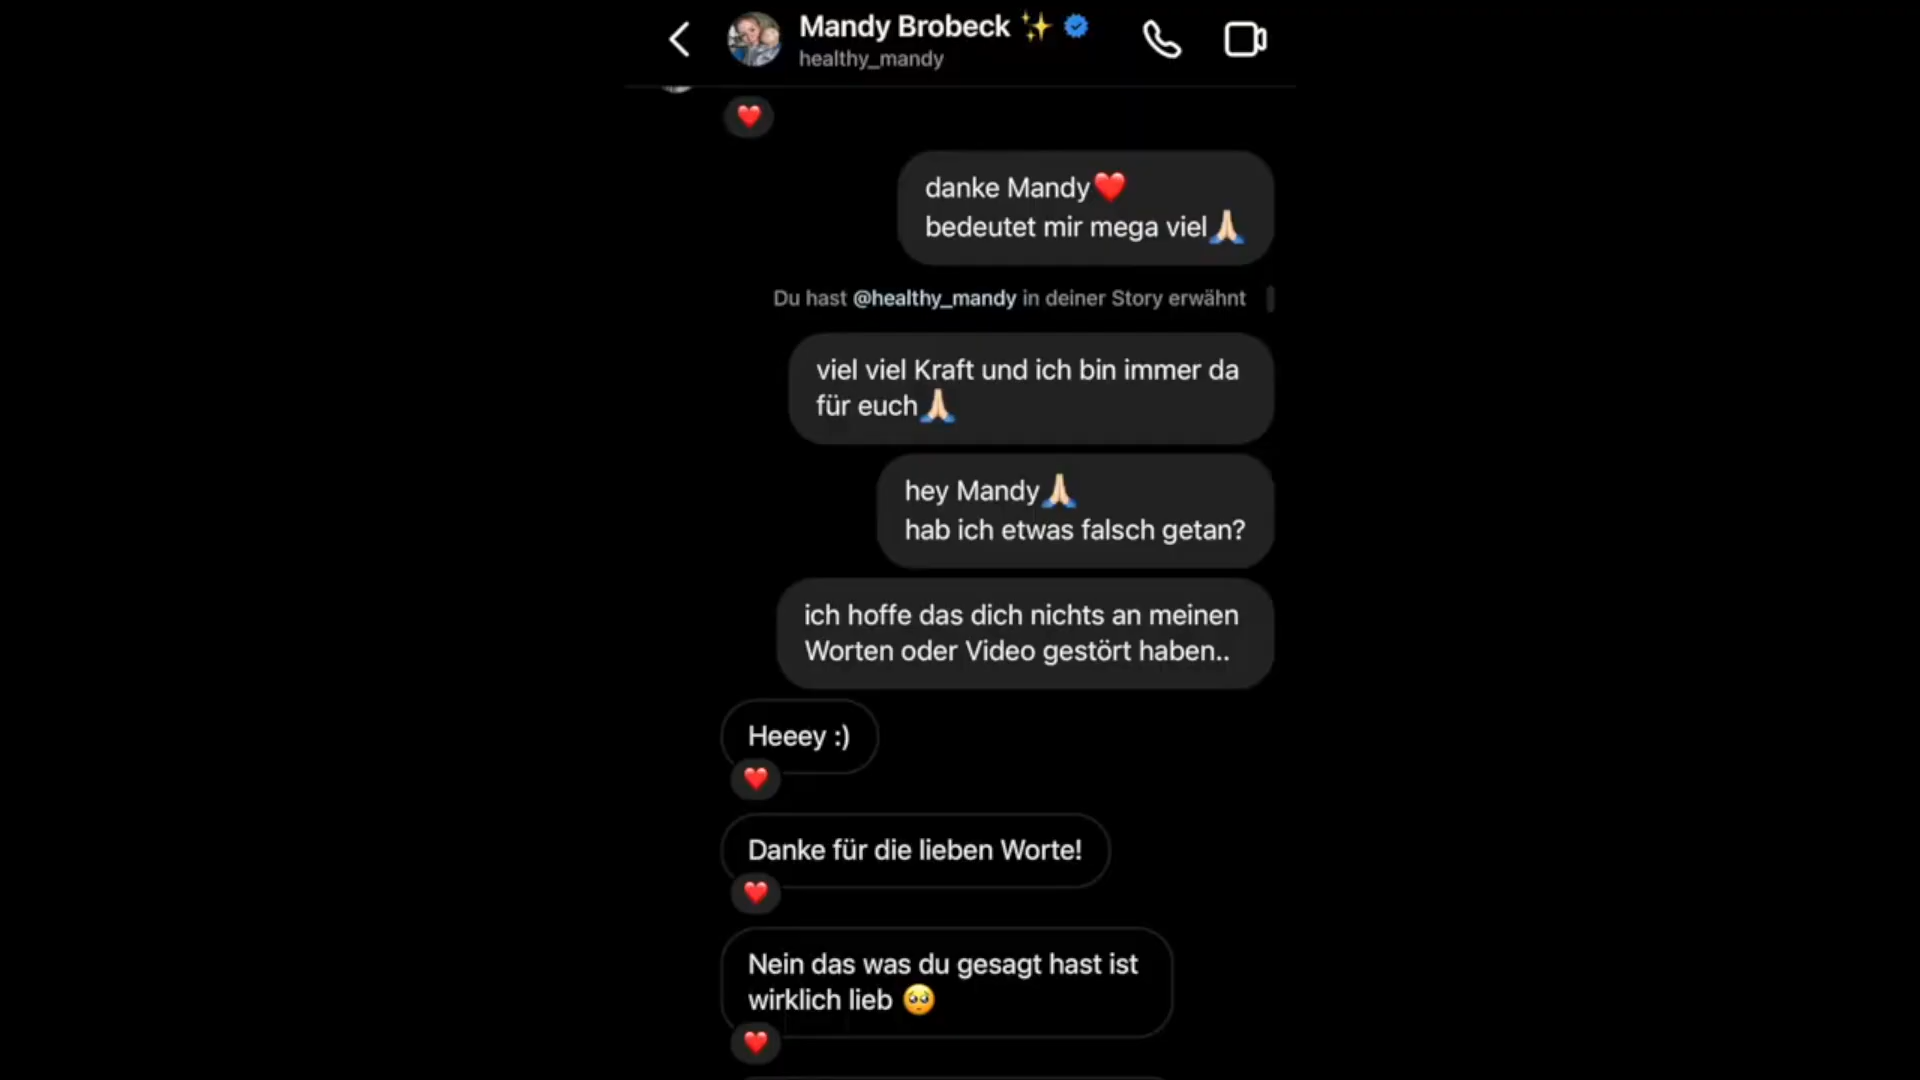 Mandy Brobeck ✨
healthy_mandy
❤️
danke Mandy❤️
bedeutet mir mega viel🙏🏻
Du hast @healthy_mandy in deiner Story erwähnt
viel viel Kraft und ich bin immer da
für euch🙏🏻
hey Mandy🙏🏻
hab ich etwas falsch getan?
ich hoffe das dich nichts an meinen
Worten oder Video gestört haben..
Heeey :)
❤️
Danke für die lieben Worte!
❤️
Nein das was du gesagt hast ist
wirklich lieb 🥺
❤️